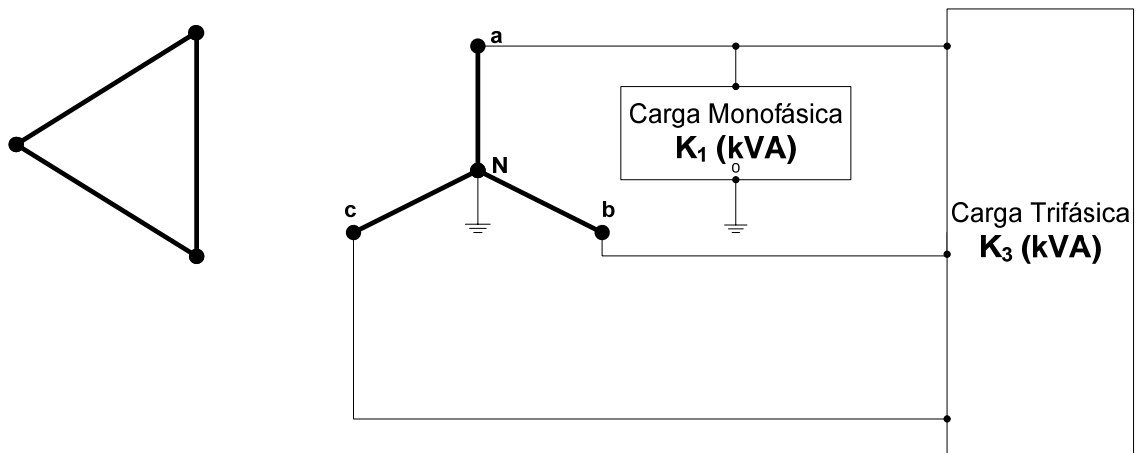 a
Carga Monofásica
K₁ (kVA)
o
N
c
b
Carga Trifásica
K₃ (kVA)